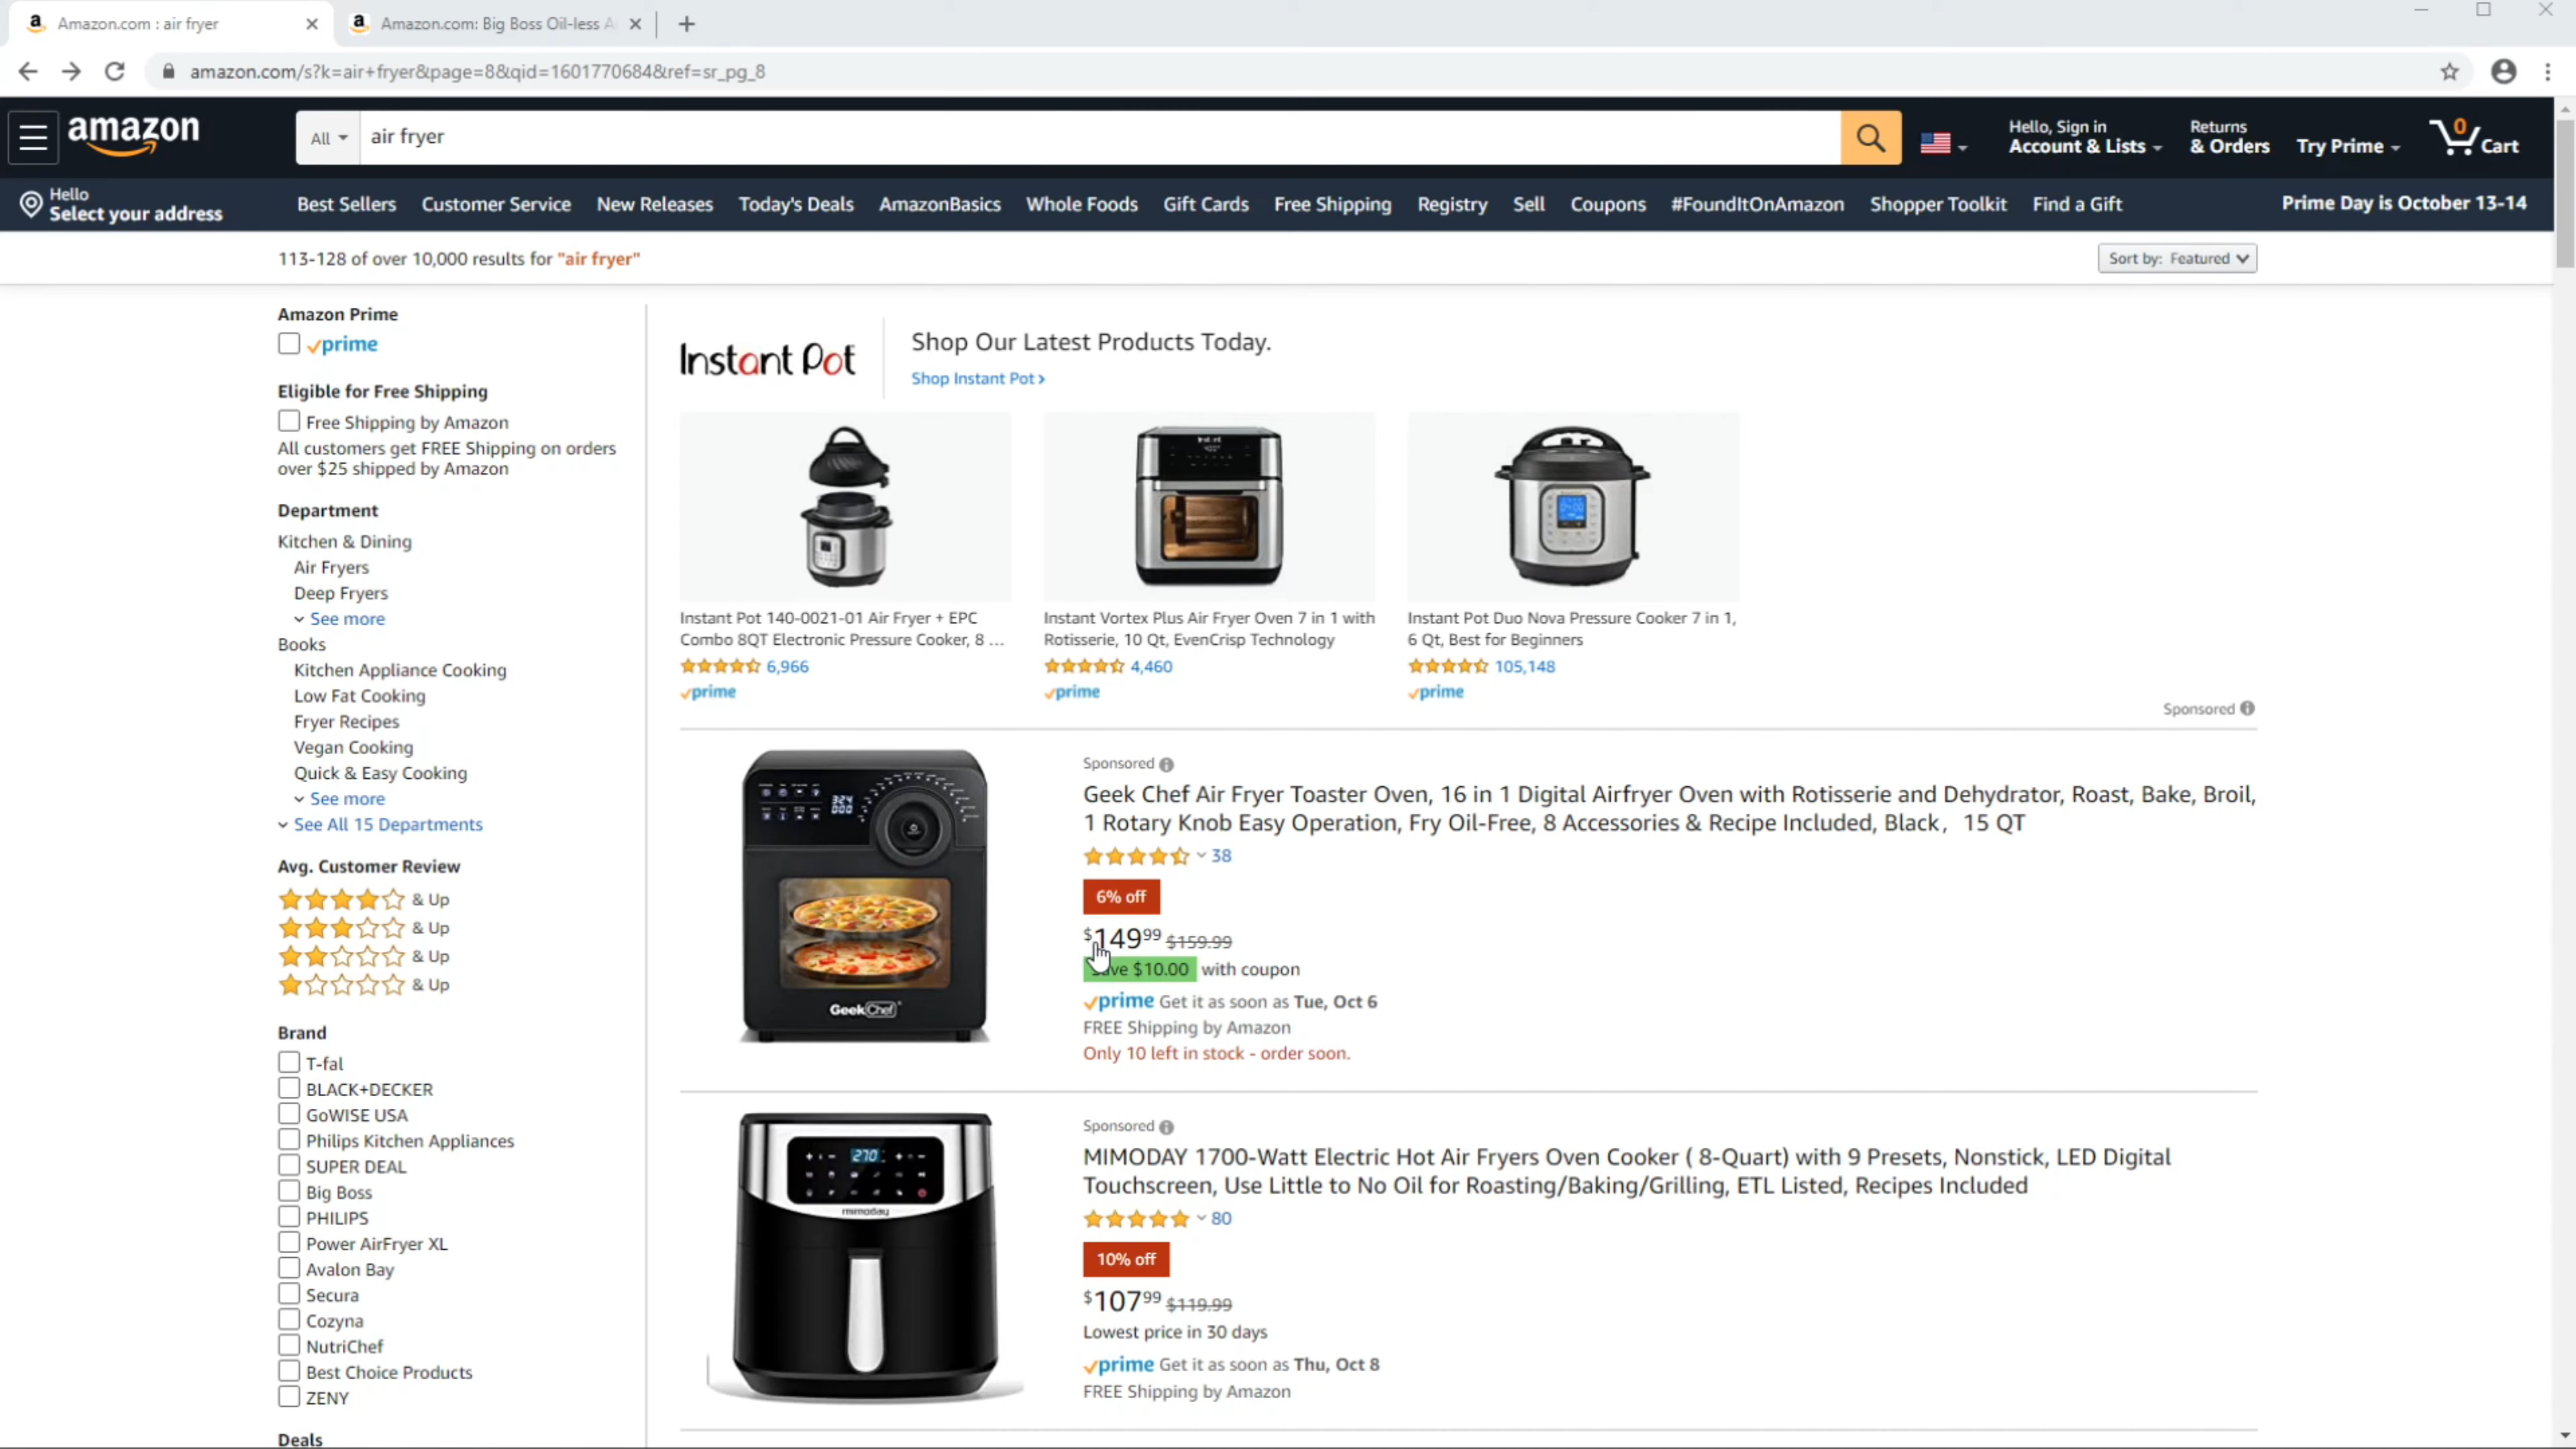 Amazon.com : air fryer
Amazon.com: Big Boss Oil-less A
amazon.com/s?k=air+fryer&page=8&qid=1601770684&ref=sr_pg_8
amazon
All
air fryer
Hello, Sign in
Account & Lists
Returns
& Orders
Try Prime
0
Cart
Hello
Select your address
Best Sellers
Customer Service
New Releases
Today's Deals
AmazonBasics
Whole Foods
Gift Cards
Free Shipping
Registry
Sell
Coupons
#FoundItOnAmazon
Shopper Toolkit
Find a Gift
Prime Day is October 13-14
113-128 of over 10,000 results for "air fryer"
Sort by: Featured
Amazon Prime
prime
Eligible for Free Shipping
Free Shipping by Amazon
All customers get FREE Shipping on orders
over $25 shipped by Amazon
Department
Kitchen & Dining
Air Fryers
Deep Fryers
See more
Books
Kitchen Appliance Cooking
Low Fat Cooking
Fryer Recipes
Vegan Cooking
Quick & Easy Cooking
See more
See All 15 Departments
Avg. Customer Review
& Up
& Up
& Up
& Up
Brand
T-fal
BLACK+DECKER
GoWISE USA
Philips Kitchen Appliances
SUPER DEAL
Big Boss
PHILIPS
Power AirFryer XL
Avalon Bay
Secura
Cozyna
NutriChef
Best Choice Products
ZENY
Deals
Instant Pot
Shop Our Latest Products Today.
Shop Instant Pot ›
Instant Pot 140-0021-01 Air Fryer + EPC
Combo 8QT Electronic Pressure Cooker, 8 ...
6,966
prime
Instant Vortex Plus Air Fryer Oven 7 in 1 with
Rotisserie, 10 Qt, EvenCrisp Technology
4,460
prime
Instant Pot Duo Nova Pressure Cooker 7 in 1,
6 Qt, Best for Beginners
105,148
prime
Sponsored
GeekChef
Sponsored
Geek Chef Air Fryer Toaster Oven, 16 in 1 Digital Airfryer Oven with Rotisserie and Dehydrator, Roast, Bake, Broil,
1 Rotary Knob Easy Operation, Fry Oil-Free, 8 Accessories & Recipe Included, Black, 15 QT
38
6% off
$149.99 $159.99
$10.00 with coupon
prime Get it as soon as Tue, Oct 6
FREE Shipping by Amazon
Only 10 left in stock - order soon.
270
mimoday
Sponsored
MIMODAY 1700-Watt Electric Hot Air Fryers Oven Cooker ( 8-Quart) with 9 Presets, Nonstick, LED Digital
Touchscreen, Use Little to No Oil for Roasting/Baking/Grilling, ETL Listed, Recipes Included
80
10% off
$107.99 $119.99
Lowest price in 30 days
prime Get it as soon as Thu, Oct 8
FREE Shipping by Amazon